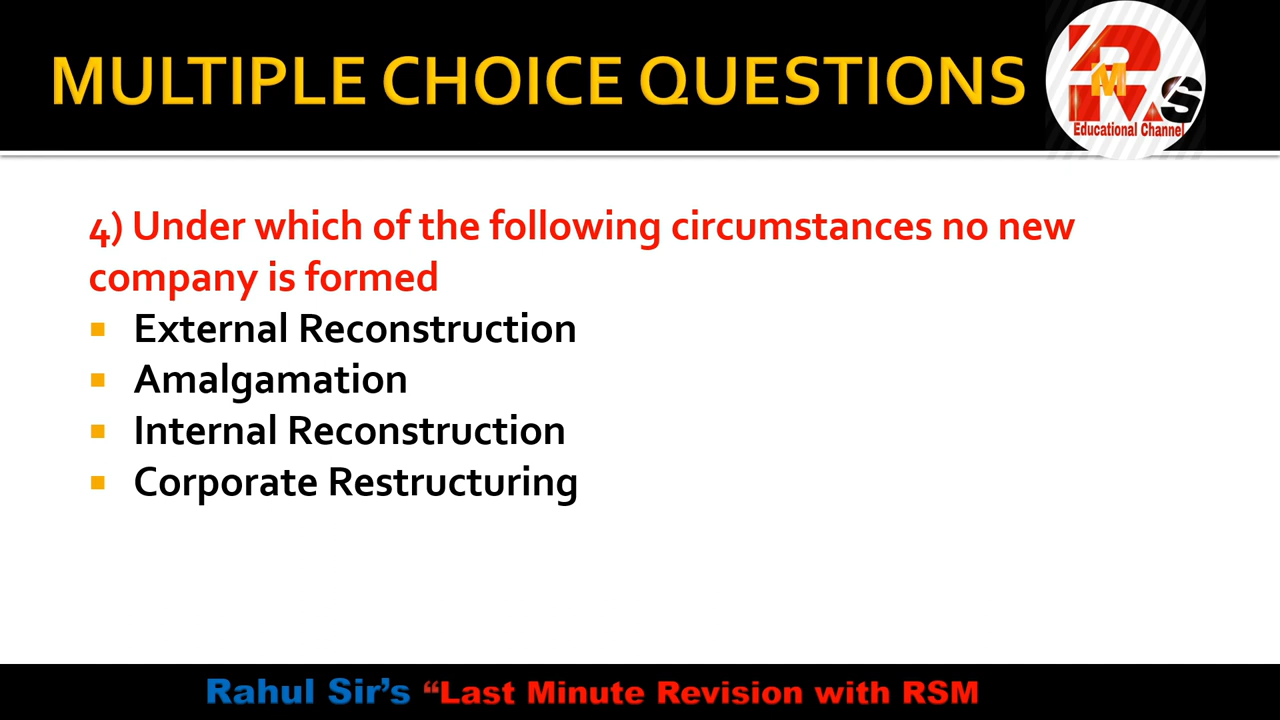 MULTIPLE CHOICE QUESTIONS
RMS
Educational Channel
4) Under which of the following circumstances no new
company is formed
External Reconstruction
Amalgamation
Internal Reconstruction
Corporate Restructuring
Rahul Sir's "Last Minute Revision with RSM